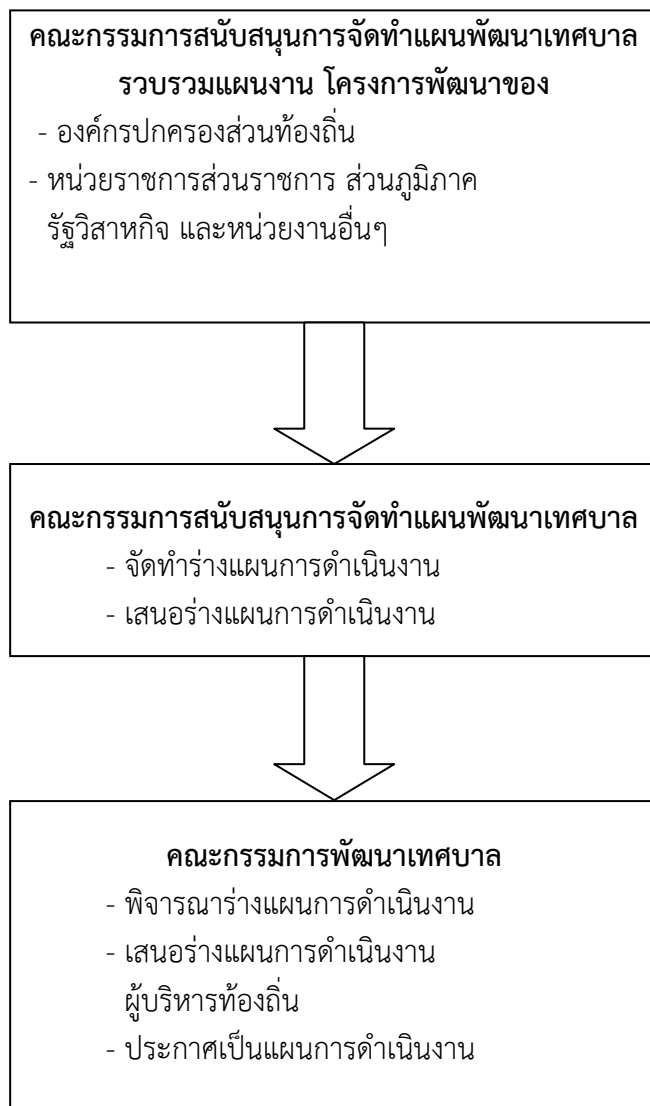 คณะกรรมการสนับสนุนการจัดทำแผนพัฒนาเทศบาล
รวบรวมแผนงาน โครงการพัฒนาของ
- องค์กรปกครองส่วนท้องถิ่น
- หน่วยราชการส่วนราชการ ส่วนภูมิภาค
รัฐวิสาหกิจ และหน่วยงานอื่นๆ
คณะกรรมการสนับสนุนการจัดทำแผนพัฒนาเทศบาล
- จัดทำร่างแผนการดำเนินงาน
- เสนอร่างแผนการดำเนินงาน
คณะกรรมการพัฒนาเทศบาล
- พิจารณาร่างแผนการดำเนินงาน
- เสนอร่างแผนการดำเนินงาน
ผู้บริหารท้องถิ่น
- ประกาศเป็นแผนการดำเนินงาน